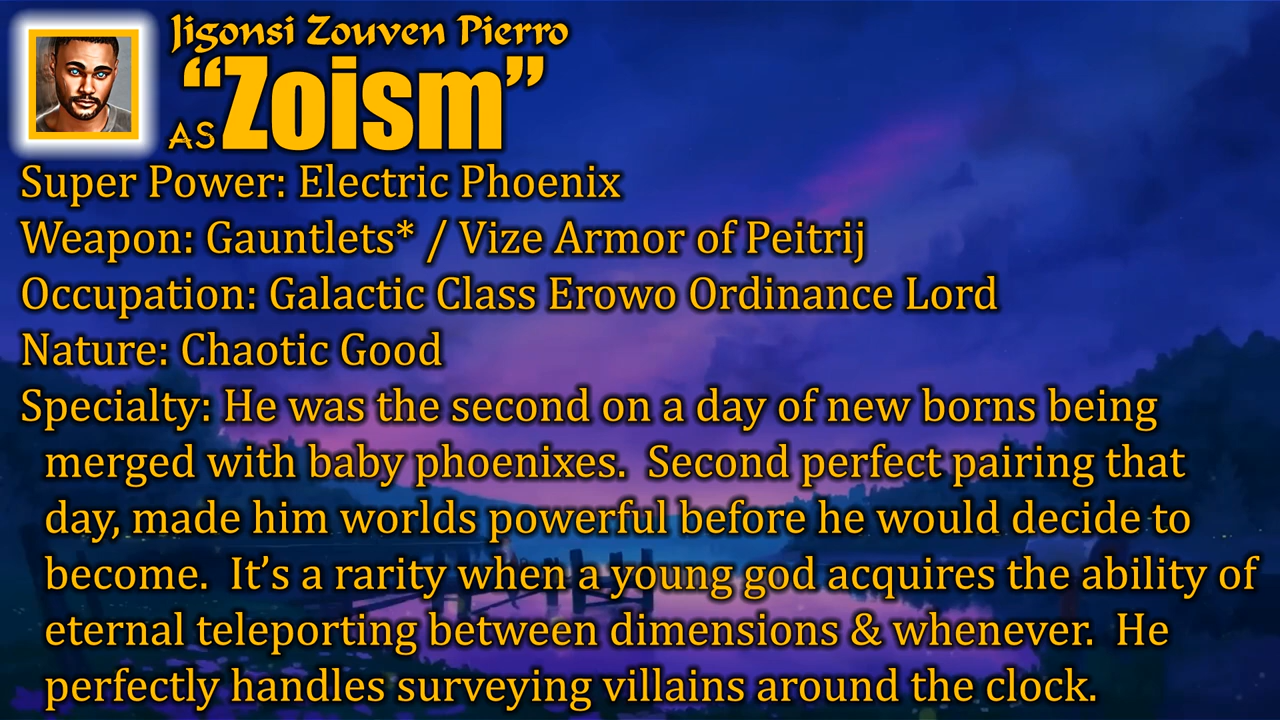 Jigonsi Zouven Pierro
AS “Zoism”
Super Power: Electric Phoenix
Weapon: Gauntlets* / Vize Armor of Peitrij
Occupation: Galactic Class Erowo Ordinance Lord
Nature: Chaotic Good
Specialty: He was the second on a day of new borns being
merged with baby phoenixes.  Second perfect pairing that
day, made him worlds powerful before he would decide to
become.  It’s a rarity when a young god acquires the ability of
eternal teleporting between dimensions & whenever.  He
perfectly handles surveying villains around the clock.